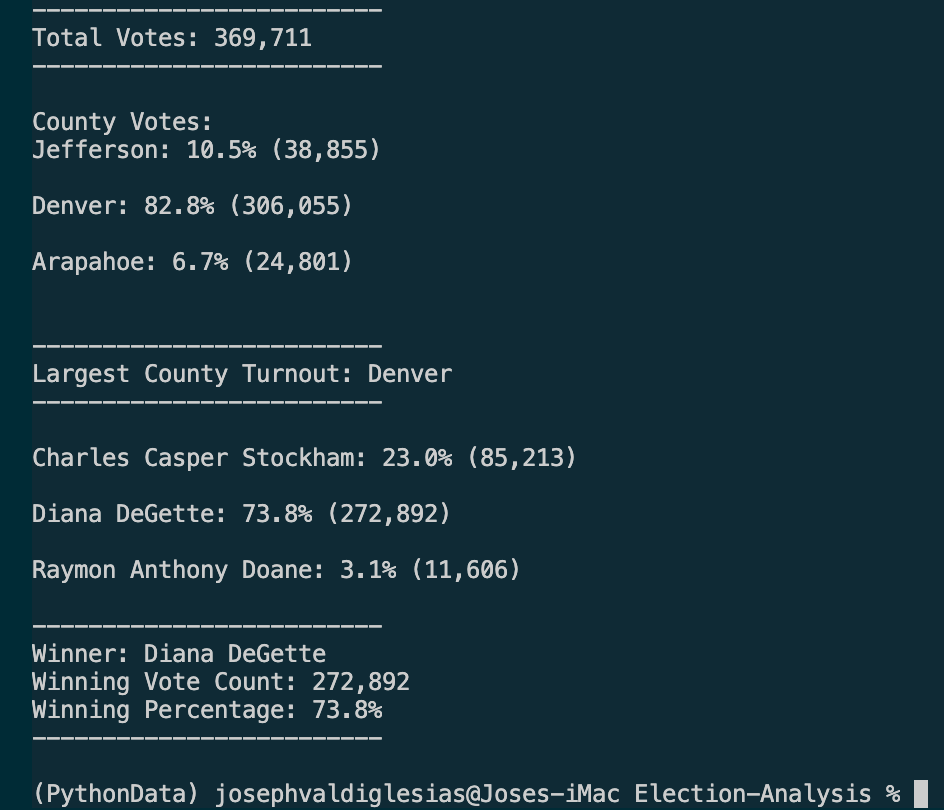 -------------------------
Total Votes: 369,711
-------------------------
County Votes:
Jefferson: 10.5% (38,855)
Denver: 82.8% (306,055)
Arapahoe: 6.7% (24,801)
-------------------------
Largest County Turnout: Denver
-------------------------
Charles Casper Stockham: 23.0% (85,213)
Diana DeGette: 73.8% (272,892)
Raymon Anthony Doane: 3.1% (11,606)
-------------------------
Winner: Diana DeGette
Winning Vote Count: 272,892
Winning Percentage: 73.8%
-------------------------
(PythonData) josephvaldiglesias@Joses-iMac Election-Analysis %